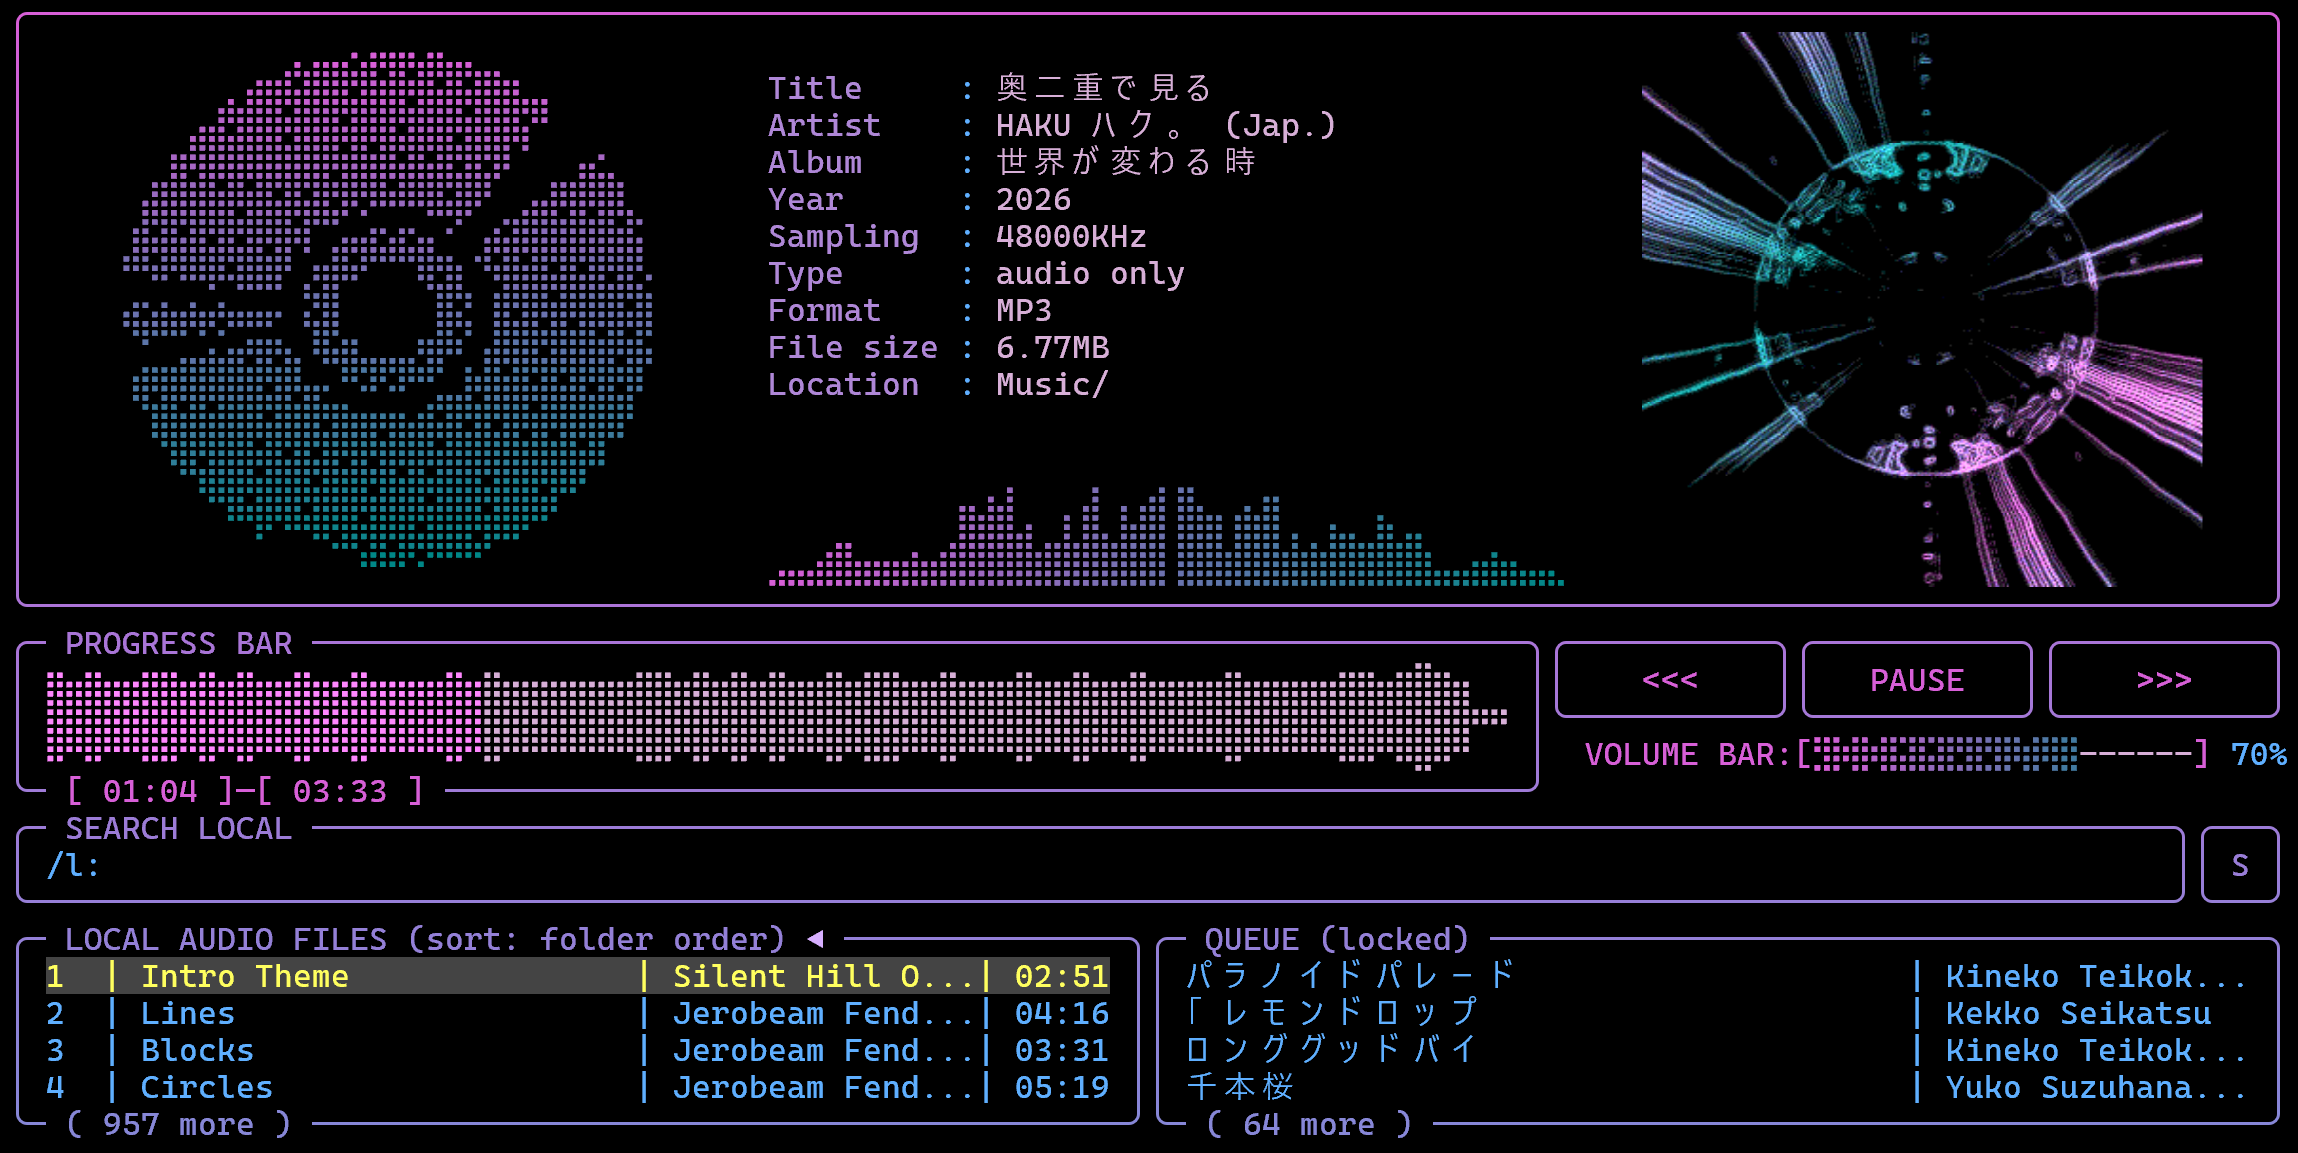 Title : 奥二重で見る
Artist : HAKU ハク。 (Jap.)
Album : 世界が変わる時
Year : 2026
Sampling : 48000KHz
Type : audio only
Format : MP3
File size : 6.77MB
Location : Music/
PROGRESS BAR
[ 01:04 ]—[ 03:33 ]
<<<
PAUSE
>>>
VOLUME BAR:[------] 70%
SEARCH LOCAL
/l:
S
LOCAL AUDIO FILES (sort: folder order) ◀
1 | Intro Theme | Silent Hill O...| 02:51
2 | Lines | Jerobeam Fend...| 04:16
3 | Blocks | Jerobeam Fend...| 03:31
4 | Circles | Jerobeam Fend...| 05:19
( 957 more )
QUEUE (locked)
パラノイドパレード | Kineko Teikok...
「レモンドロップ | Kekko Seikatsu
ロンググッドバイ | Kineko Teikok...
千本桜 | Yuko Suzuhana...
( 64 more )